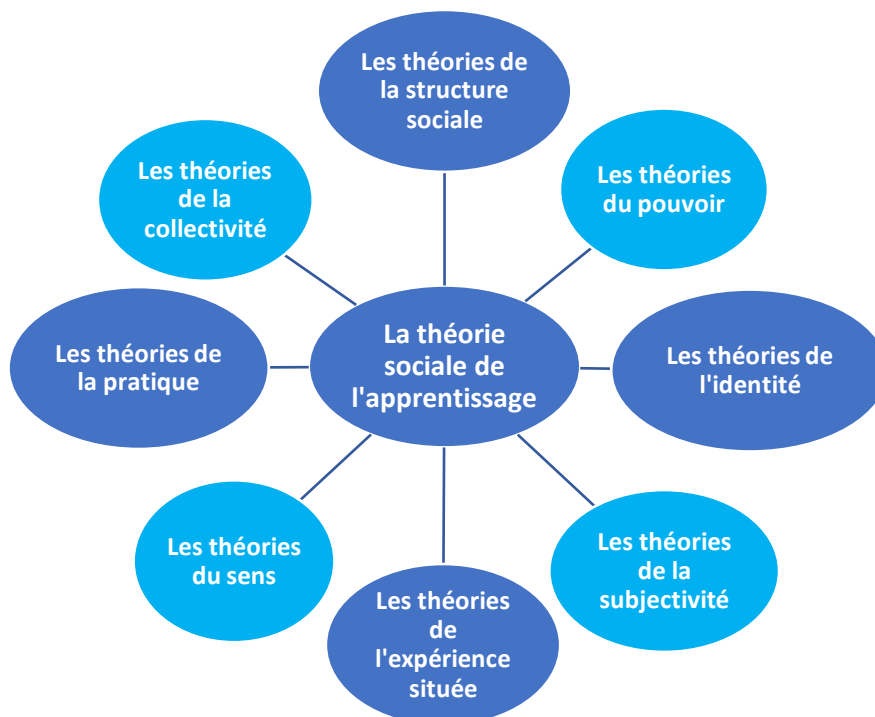 Les théories de
la structure
sociale
Les théories
de la
collectivité
Les théories
du pouvoir
Les théories de
la pratique
La théorie
sociale de
l'apprentissage
Les théories de
l'identité
Les théories
du sens
Les théories
de la
subjectivité
Les théories
de
l'expérience
située